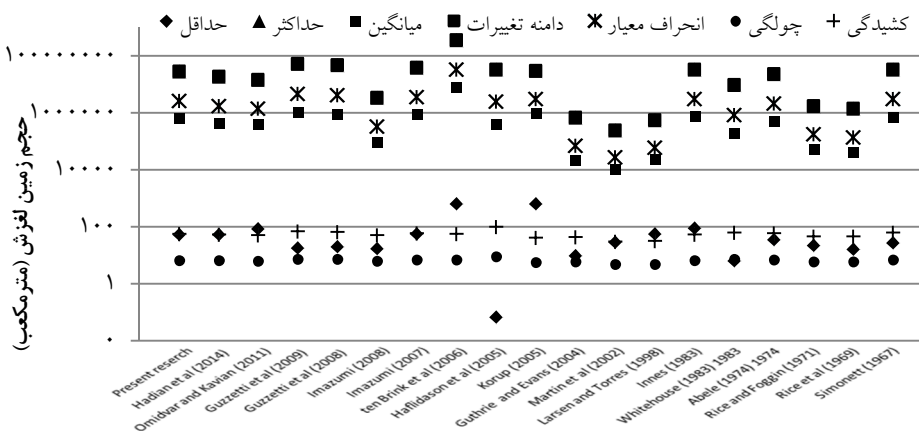 حداقل
حداکثر
میانگین
دامنه تغییرات
انحراف معیار
چولگی
کشیدگی
حجم زمین لغزش (مترمکعب)
۱۰۰۰۰۰۰۰۰
۱۰۰۰۰۰۰
۱۰۰۰۰
۱۰۰
۱
۰
Present reserch
Hadian et al (2014)
Omidvar and Kavian (2011)
Guzzetti et al (2009)
Guzzetti et al (2008)
Imazumi (2008)
Imazumi (2007)
ten Brink et al (2006)
Haflidason et al (2005)
Korup (2005)
Guthrie and Evans (2004)
Martin et al (2002)
Larsen and Torres (1998)
Innes (1983)
Whitehouse (1983) 1983
Abele (1974) 1974
Rice and Foggin (1971)
Rice et al (1969)
Simonett (1967)